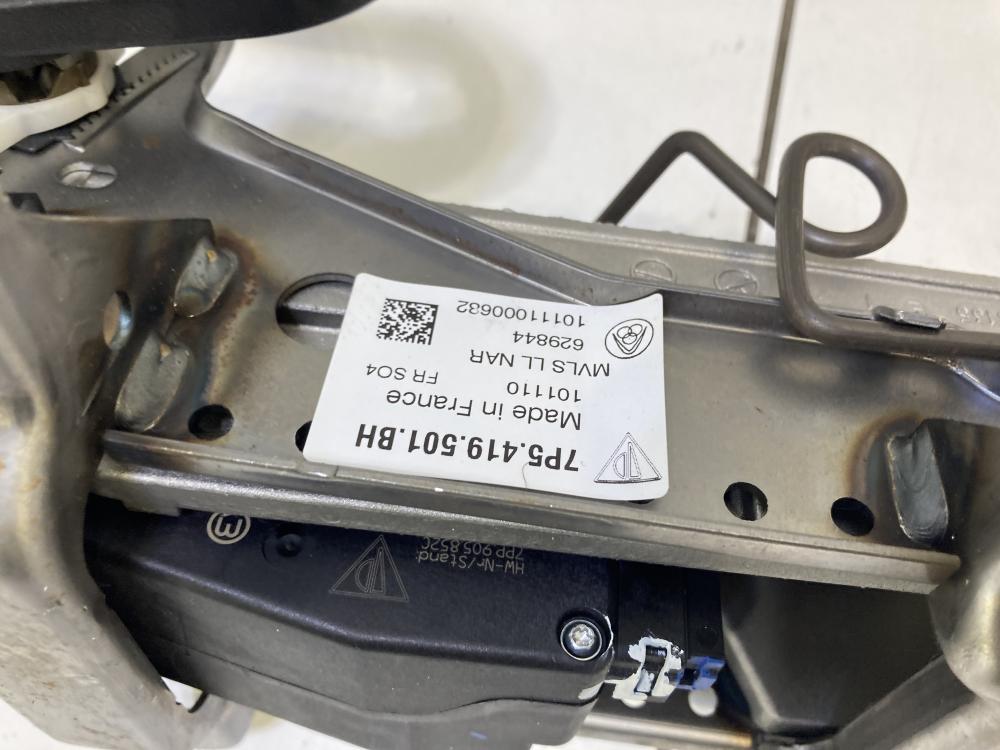 7P5.419.501.BH
Made in France
101110 FR SO4
MVLS LL NAR
629844
10111000632
HW-Nr/Stand:
7PP.905.852C